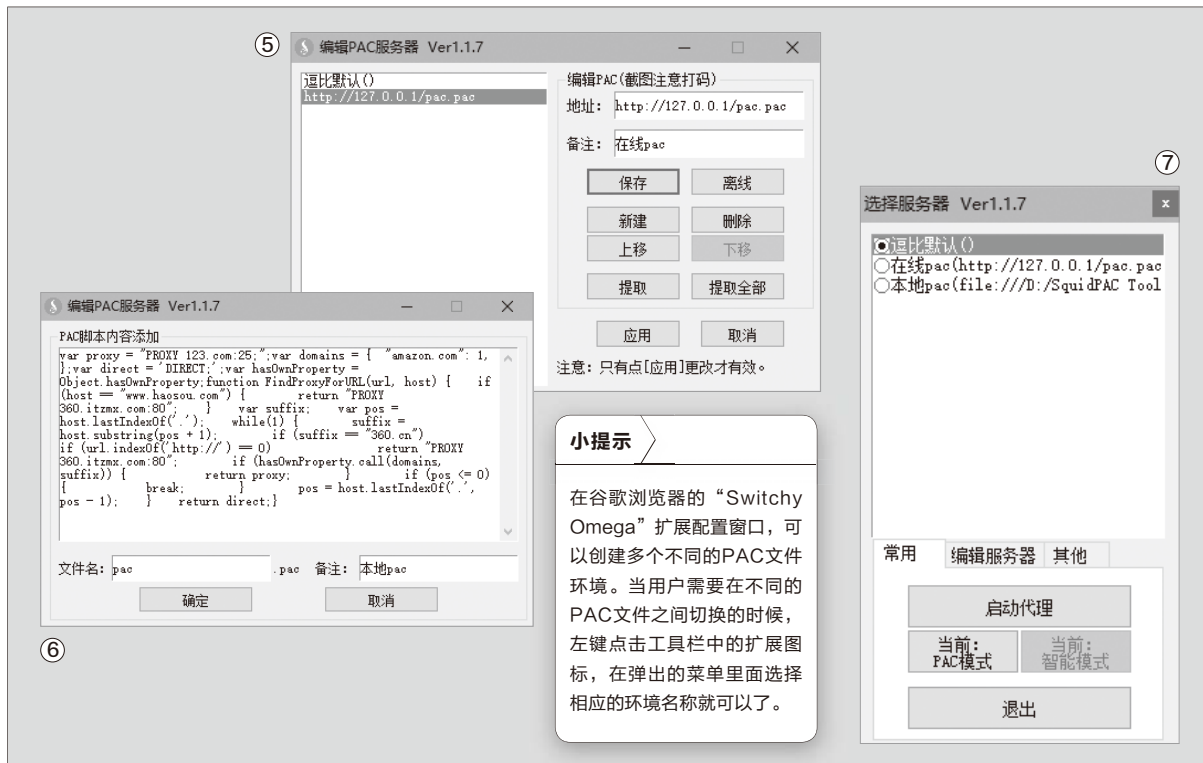 ⑤
编辑PAC服务器 Ver1.1.7
逗比默认()
http://127.0.0.1/pac.pac
编辑PAC(截图注意打码)
地址: http://127.0.0.1/pac.pac
备注: 在线pac
保存 离线
新建 删除
上移 下移
提取 提取全部
应用 取消
注意: 只有点[应用]更改才有效。
编辑PAC服务器 Ver1.1.7
PAC脚本内容添加
var proxy = "PROXY 123.com:25;";var domains = { "amazon.com": 1,
};var direct = 'DIRECT;';var hasOwnProperty =
Object.hasOwnProperty;function FindProxyForURL(url, host) { if
(host == "www.haosou.com") { return "PROXY
360.itzmx.com:80"; } var suffix; var pos =
host.lastIndexOf('.'); while(1) { suffix =
host.substring(pos + 1); if (suffix == "360.cn")
if (url.indexOf('http://') == 0) return "PROXY
360.itzmx.com:80"; if (hasOwnProperty.call(domains,
suffix)) { return proxy; } if (pos <= 0)
{ break; } pos = host.lastIndexOf('.',
pos - 1); } return direct;}
文件名: pac .pac 备注: 本地pac
确定 取消
⑥
小提示
在谷歌浏览器的“Switchy
Omega”扩展配置窗口，可
以创建多个不同的PAC文件
环境。当用户需要在不同的
PAC文件之间切换的时候，
左键点击工具栏中的扩展图
标，在弹出的菜单里面选择
相应的环境名称就可以了。
⑦
选择服务器 Ver1.1.7
x
逗比默认()
在线pac(http://127.0.0.1/pac.pac
本地pac(file:///D:/SquidPAC Tool
常用 编辑服务器 其他
启动代理
当前: 当前:
PAC模式 智能模式
退出